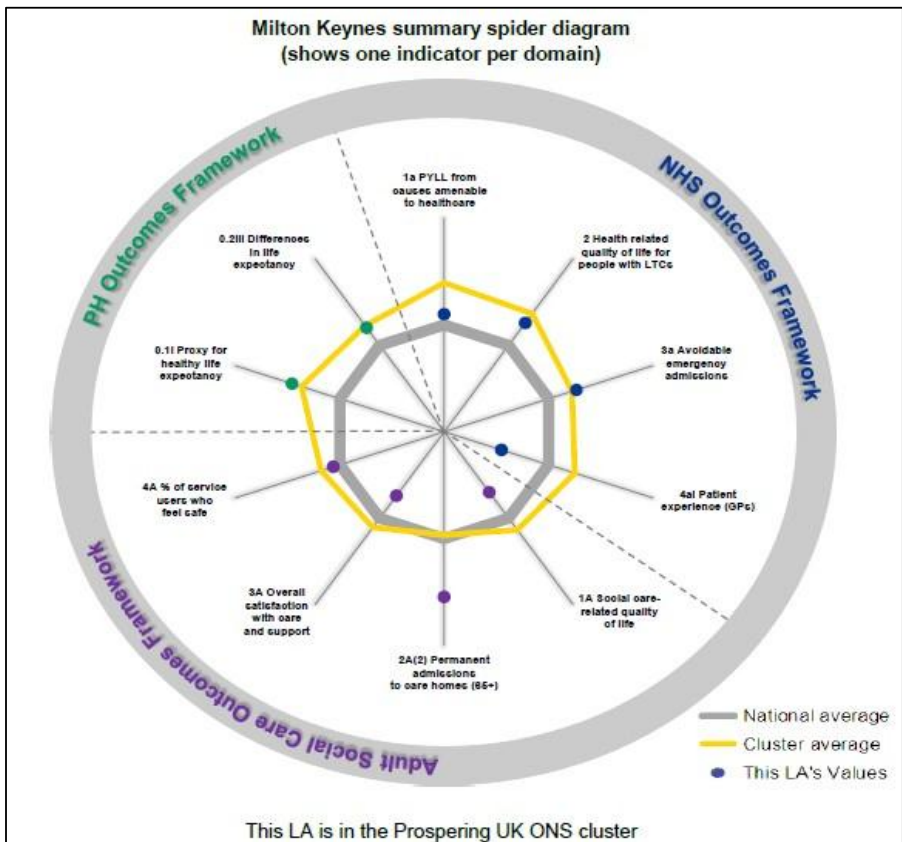 Milton Keynes summary spider diagram
(shows one indicator per domain)
PH Outcomes Framework
NHS Outcomes Framework
Adult Social Care Outcomes Framework
1a PYLL from
causes amenable
to healthcare
2 Health related
quality of life for
people with LTCs
3a Avoidable
emergency
admissions
4ai Patient
experience (GPs)
1A Social care-
related quality
of life
2A(2) Permanent
admissions
to care homes (65+)
3A Overall
satisfaction
with care
and support
4A % of service
users who
feel safe
0.1i Proxy for
healthy life
expectancy
0.2iii Differences
in life
expectancy
National average
Cluster average
This LA's Values
This LA is in the Prospering UK ONS cluster